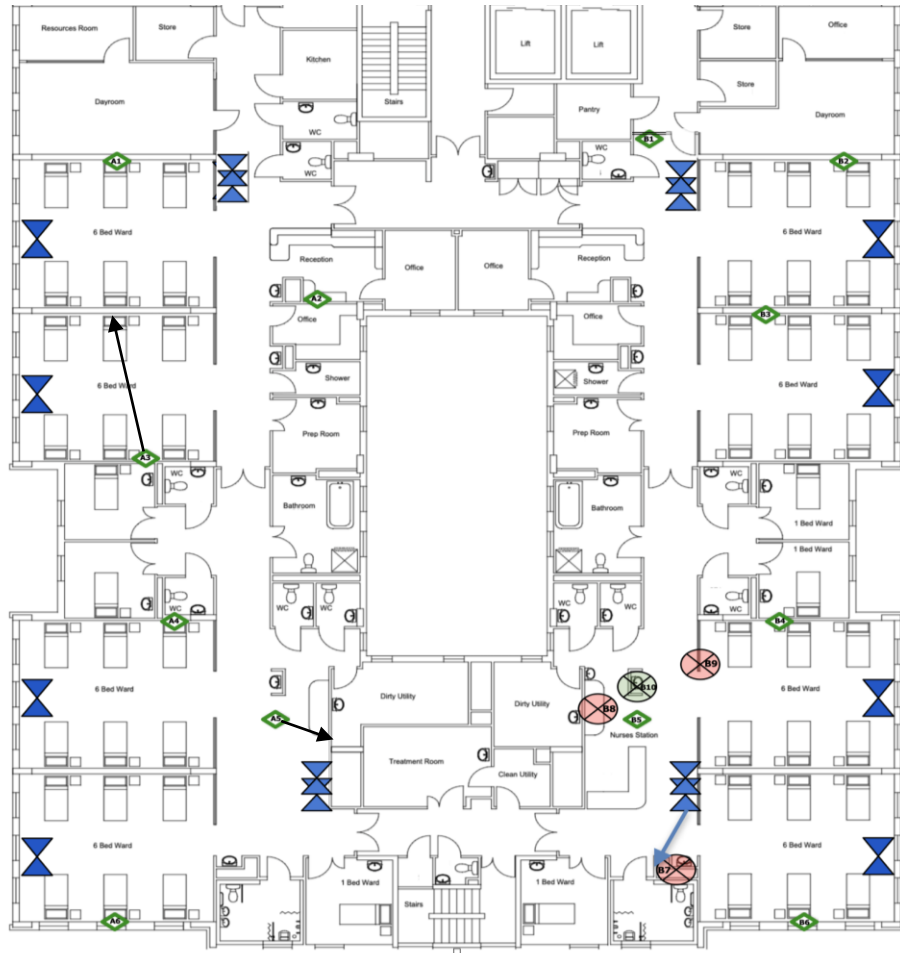 Resources Room
Store
Lift
Lift
Store
Office
Kitchen
Dayroom
Stairs
Pantry
Store
Dayroom
WC
B1
A1
WC
WC
B2
6 Bed Ward
6 Bed Ward
Reception
Office
Office
Reception
A2
B3
Office
Office
6 Bed Ward
Shower
Shower
6 Bed Ward
Prep Room
Prep Room
A3
WC
WC
Bathroom
Bathroom
1 Bed Ward
1 Bed Ward
WC
WC
WC
WC
WC
WC
A4
B4
B9
B10
Dirty Utility
Dirty Utility
6 Bed Ward
B8
6 Bed Ward
A5
B5
Nurses Station
Treatment Room
Clean Utility
6 Bed Ward
6 Bed Ward
B7
1 Bed Ward
1 Bed Ward
Stairs
A6
B6